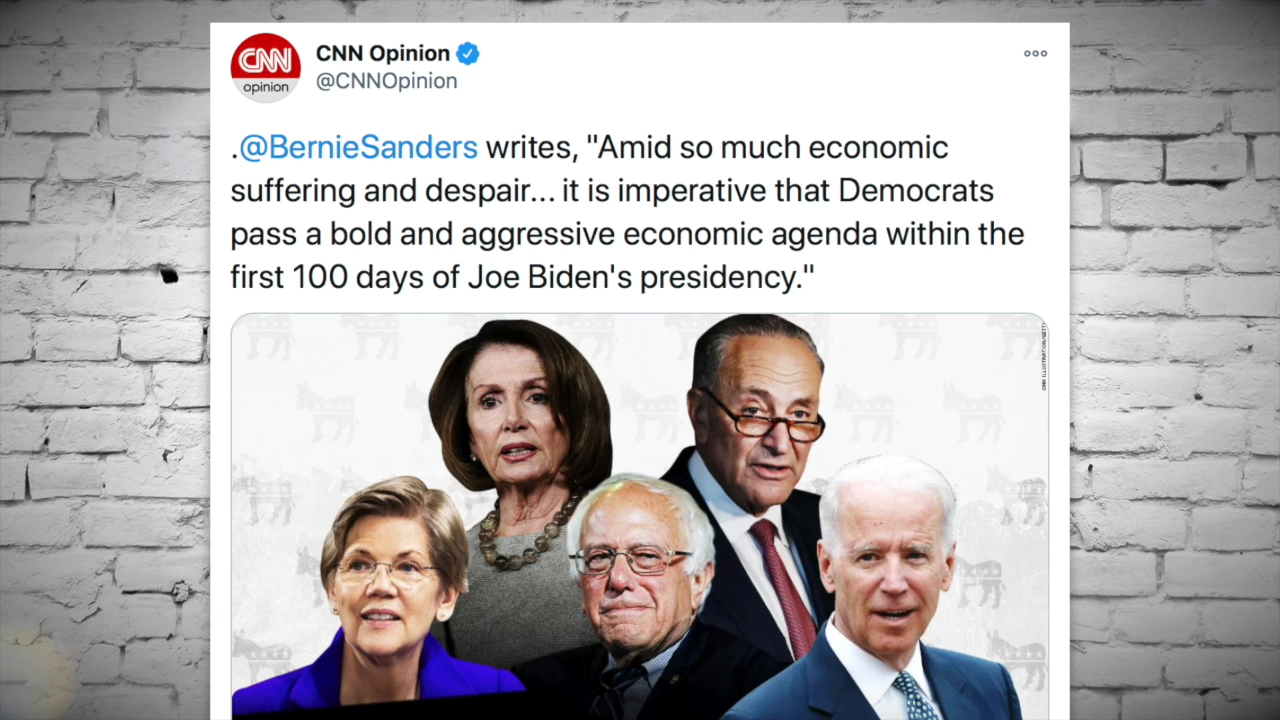 CNN
opinion
CNN Opinion
@CNNOpinion
.@BernieSanders writes, "Amid so much economic
suffering and despair... it is imperative that Democrats
pass a bold and aggressive economic agenda within the
first 100 days of Joe Biden's presidency."